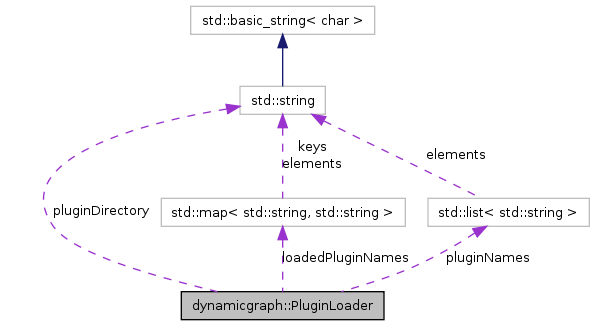 std::basic_string< char >
std::string
keys
elements
elements
pluginDirectory
std::map< std::string, std::string >
std::list< std::string >
loadedPluginNames
pluginNames
dynamicgraph::PluginLoader